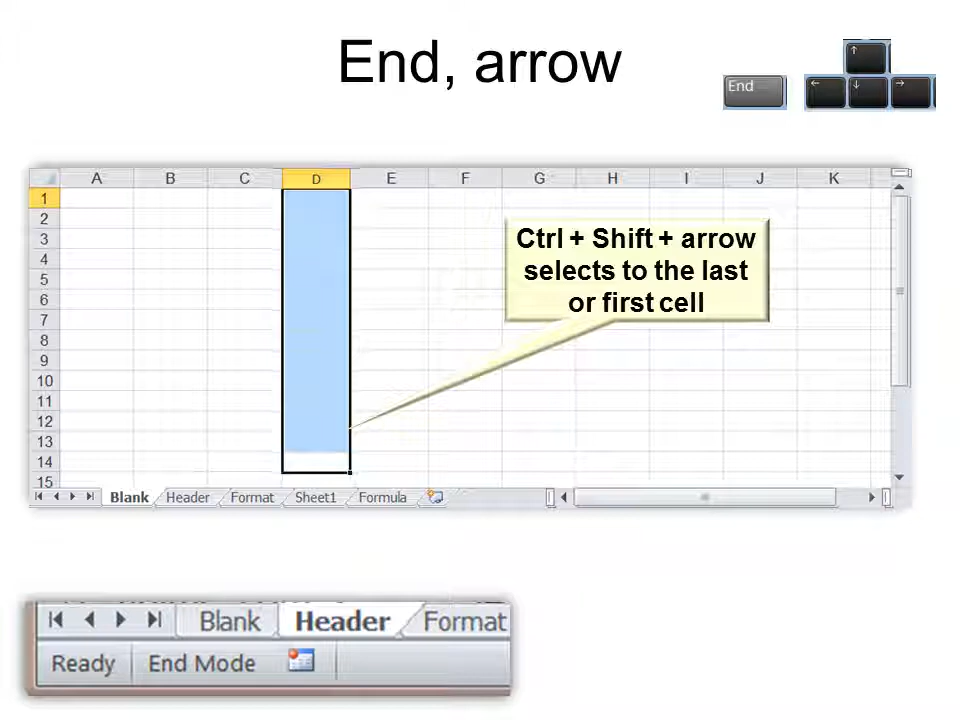 End, arrow
End
A B C D E F G H I J K
1
2
3
4
5
6
7
8
9
10
11
12
13
14
15
Ctrl + Shift + arrow
selects to the last
or first cell
Blank Header Format Sheet1 Formula
Blank Header Format
Ready End Mode